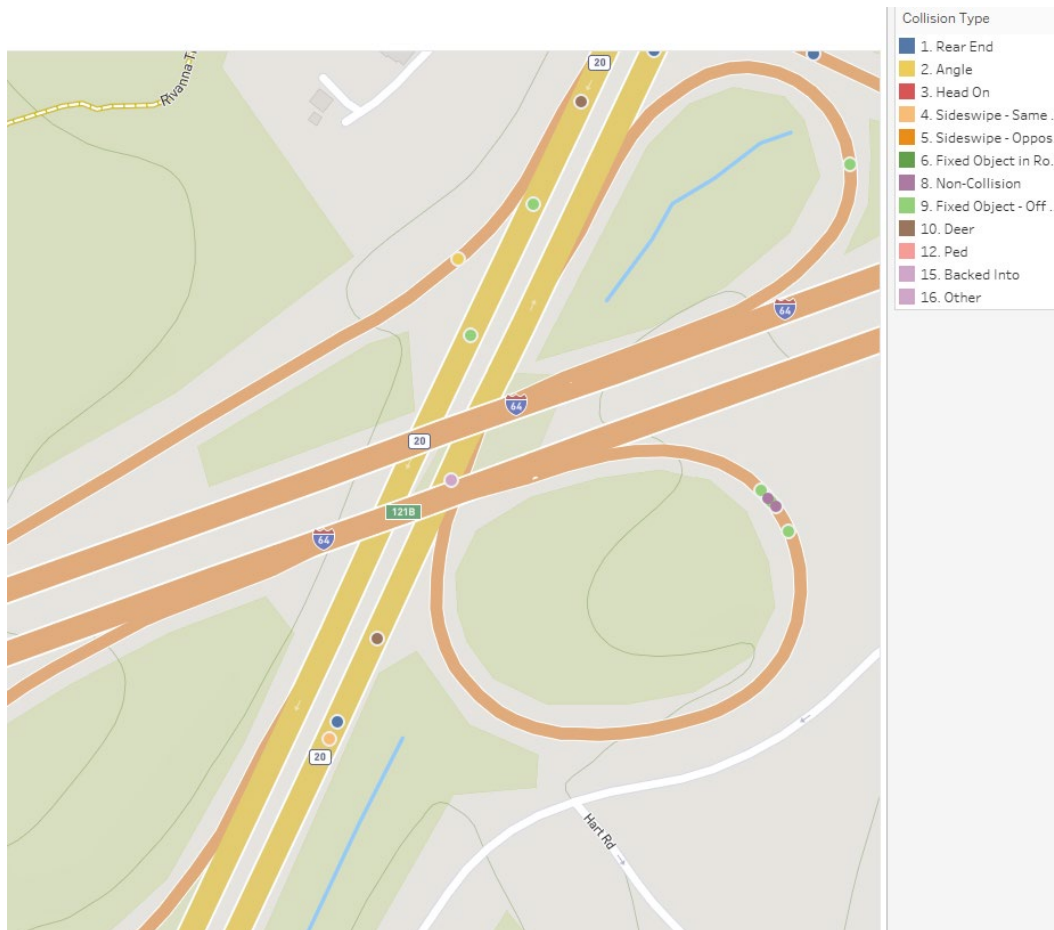 Collision Type
1. Rear End
2. Angle
3. Head On
4. Sideswipe - Same .
5. Sideswipe - Oppos
6. Fixed Object in Ro.
8. Non-Collision
9. Fixed Object - Off .
10. Deer
12. Ped
15. Backed Into
16. Other
Rivanna T
20
64
64
20
121B
64
20
Hart Rd